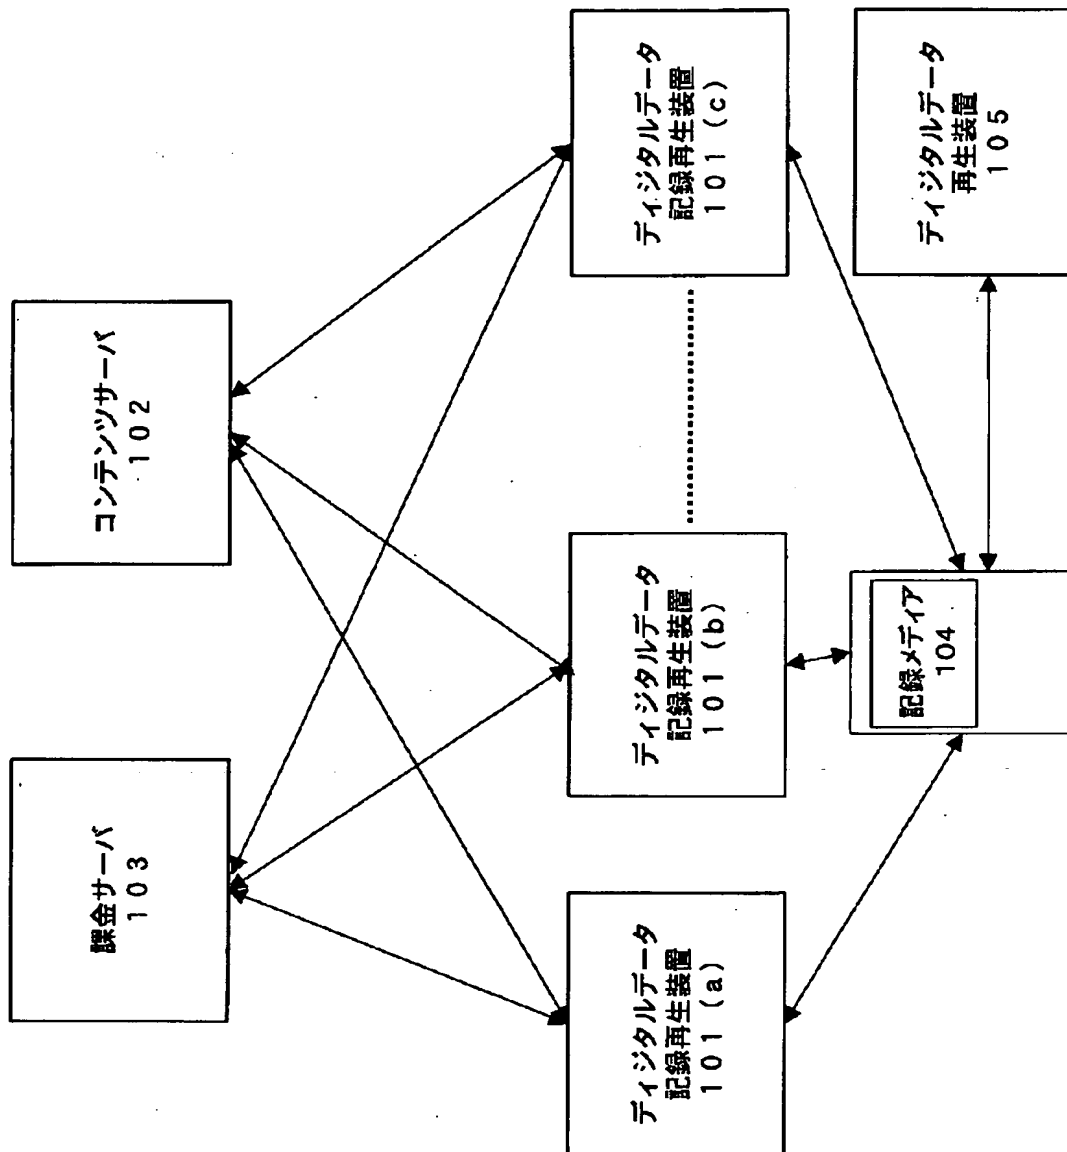 課金サーバ
１０３
コンテンツサーバ
１０２
ディジタルデータ
記録再生装置
１０１（a）
ディジタルデータ
記録再生装置
１０１（b）
ディジタルデータ
記録再生装置
１０１（c）
記録メディア
104
ディジタルデータ
再生装置
１０５